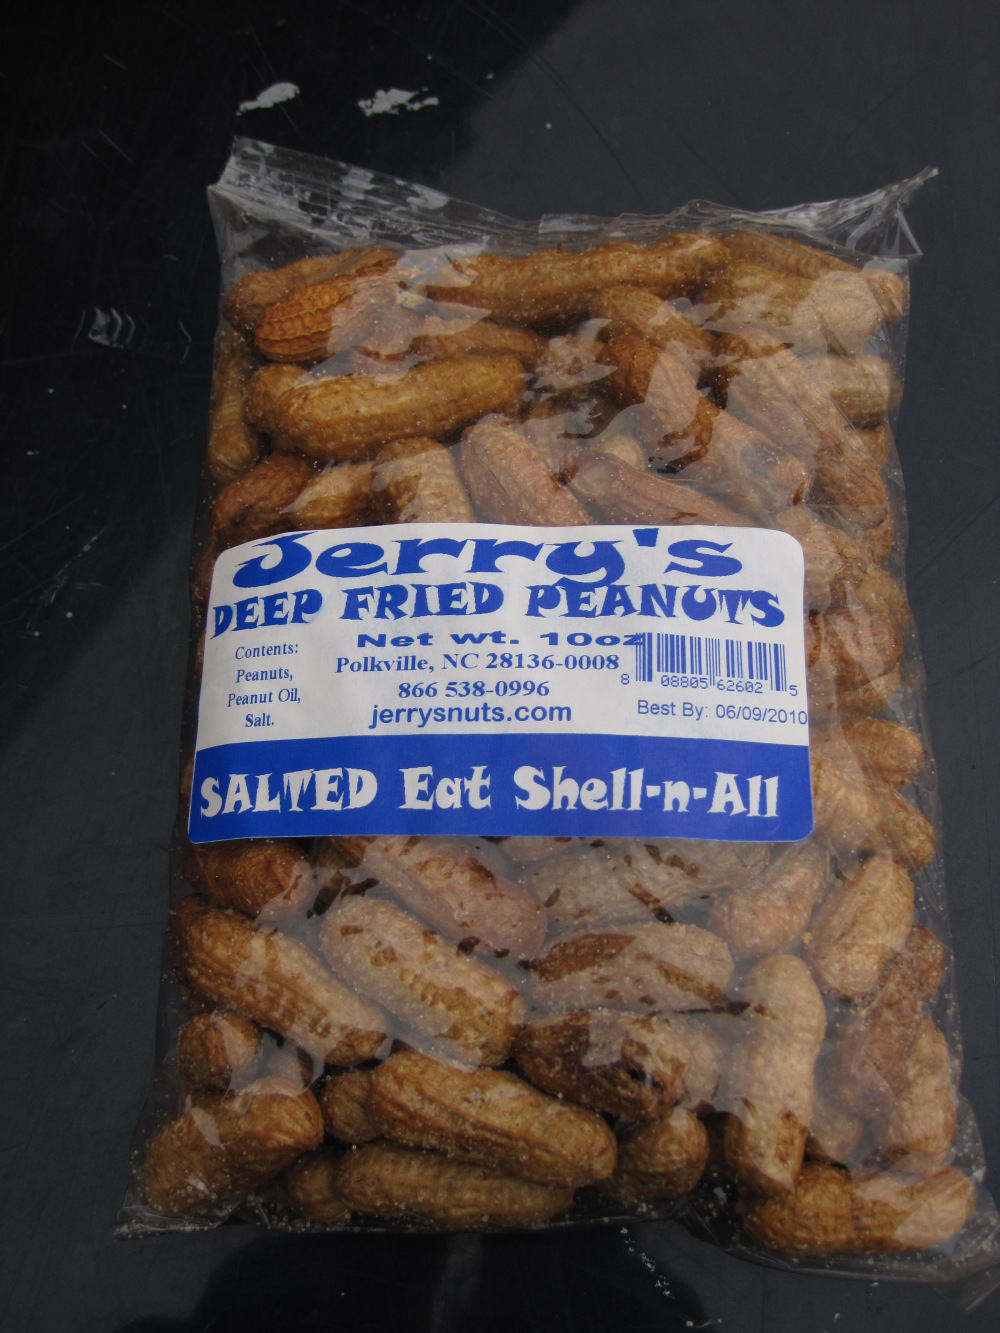 Jerry's
DEEP FRIED PEANUTS
Net wt. 10oz
Contents:
Peanuts,
Peanut Oil,
Salt.
Polkville, NC 28136-0008
866 538-0996
jerrysnuts.com
8 08805 62602 5
Best By: 06/09/2010
SALTED Eat Shell-n-All